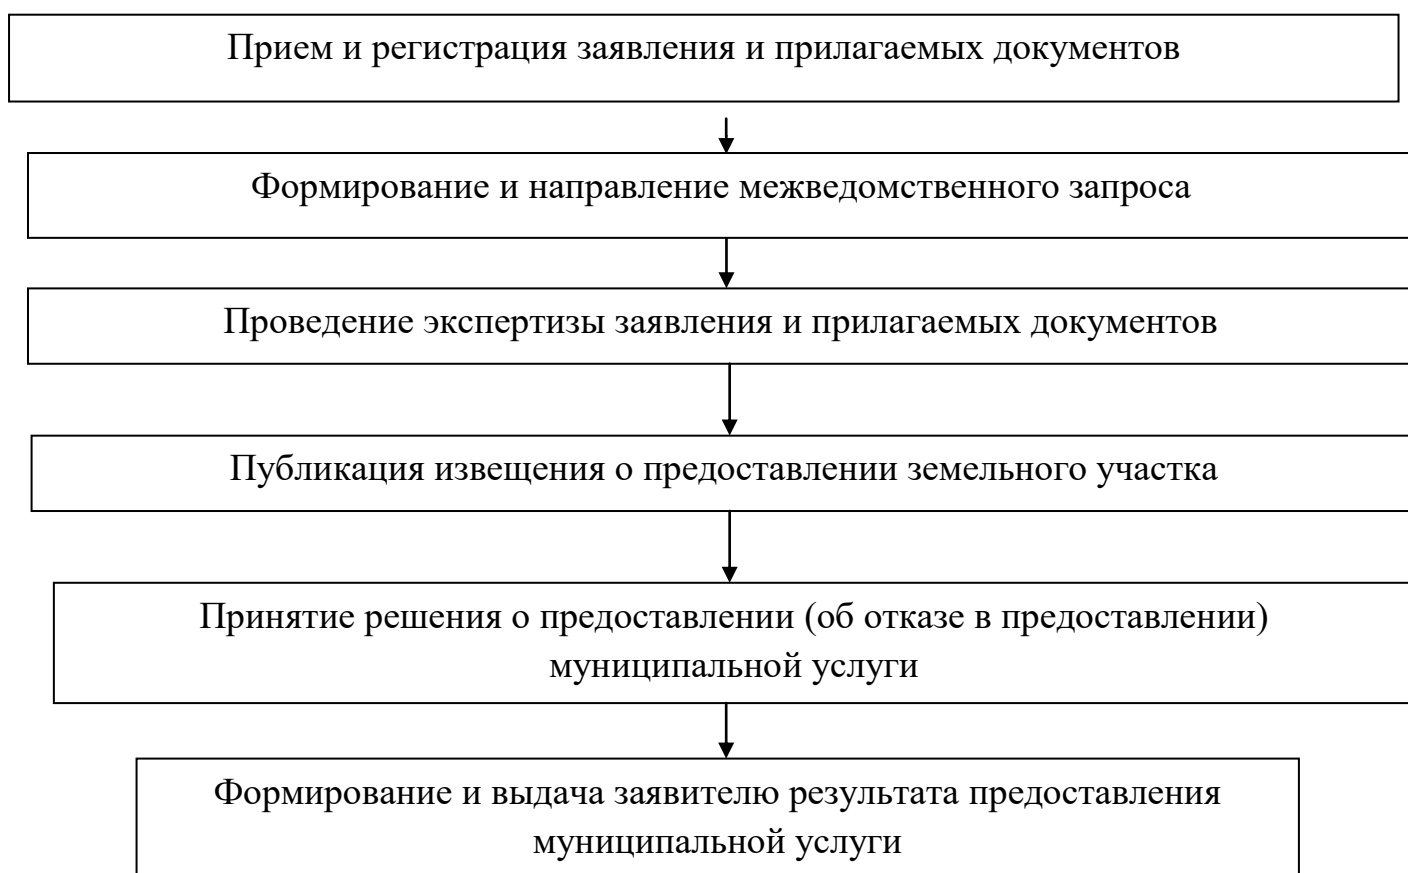 Прием и регистрация заявления и прилагаемых документов
Формирование и направление межведомственного запроса
Проведение экспертизы заявления и прилагаемых документов
Публикация извещения о предоставлении земельного участка
Принятие решения о предоставлении (об отказе в предоставлении)
муниципальной услуги
Формирование и выдача заявителю результата предоставления
муниципальной услуги